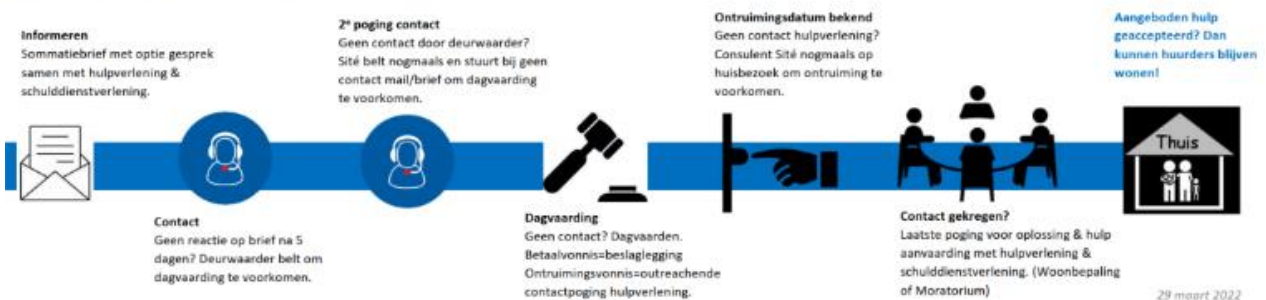 Informeren
Sommatiebrief met optie gesprek
samen met hulpverlening &
schulddienstverlening.
Contact
Geen reactie op brief na 5
dagen? Deurwaarder belt om
dagvaarding te voorkomen.
2e poging contact
Geen contact door deurwaarder?
Sité belt nogmaals en stuurt bij geen
contact mail/brief om dagvaarding
te voorkomen.
Dagvaarding
Geen contact? Dagvaarden.
Betaalvonnis=beslaglegging
Ontruimingsvonnis=outreachende
contactpoging hulpverlening.
Ontruimingsdatum bekend
Geen contact hulpverlening?
Consulent Sité nogmaals op
huisbezoek om ontruiming te
voorkomen.
Contact gekregen?
Laatste poging voor oplossing & hulp
aanvaarding met hulpverlening &
schulddienstverlening. (Woonbepaling
of Moratorium)
Aangeboden hulp
geaccepteerd? Dan
kunnen huurders blijven
wonen!
Thuis
29 maart 2022